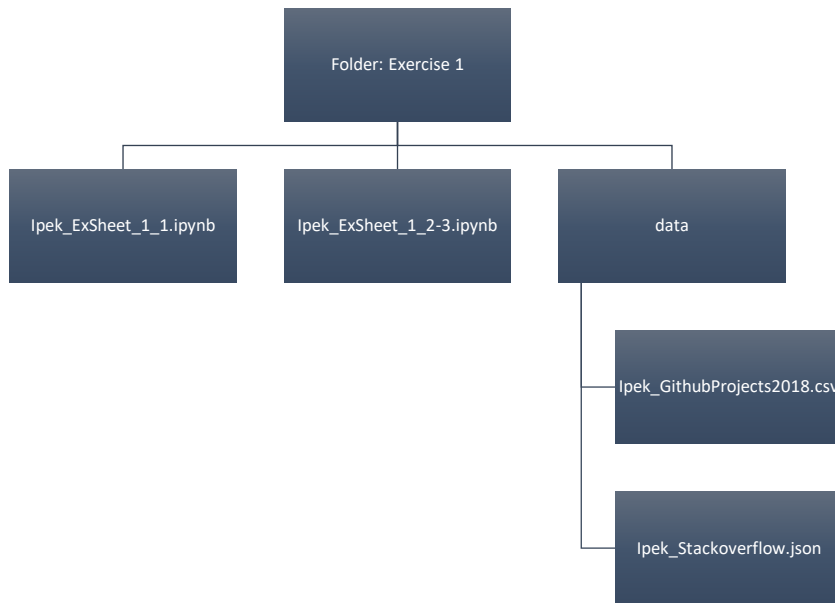 Folder: Exercise 1
Ipek_ExSheet_1_1.ipynb
Ipek_ExSheet_1_2-3.ipynb
data
Ipek_GithubProjects2018.csv
Ipek_Stackoverflow.json